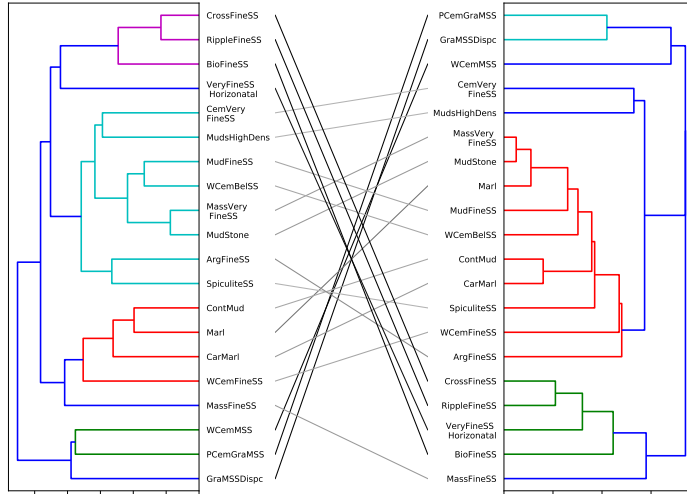 CrossFineSS
RippleFineSS
BioFineSS
VeryFineSS
Horizonatal
CemVery
FineSS
MudsHighDens
MudFineSS
WCemBelSS
MassVery
FineSS
MudStone
ArgFineSS
SpiculiteSS
ContMud
Marl
CarMarl
WCemFineSS
MassFineSS
WCemMSS
PCemGraMSS
GraMSSDispc
PCemGraMSS
GraMSSDispc
WCemMSS
CemVery
FineSS
MudsHighDens
MassVery
FineSS
MudStone
Marl
MudFineSS
WCemBelSS
ContMud
CarMarl
SpiculiteSS
WCemFineSS
ArgFineSS
CrossFineSS
RippleFineSS
VeryFineSS
Horizonatal
BioFineSS
MassFineSS